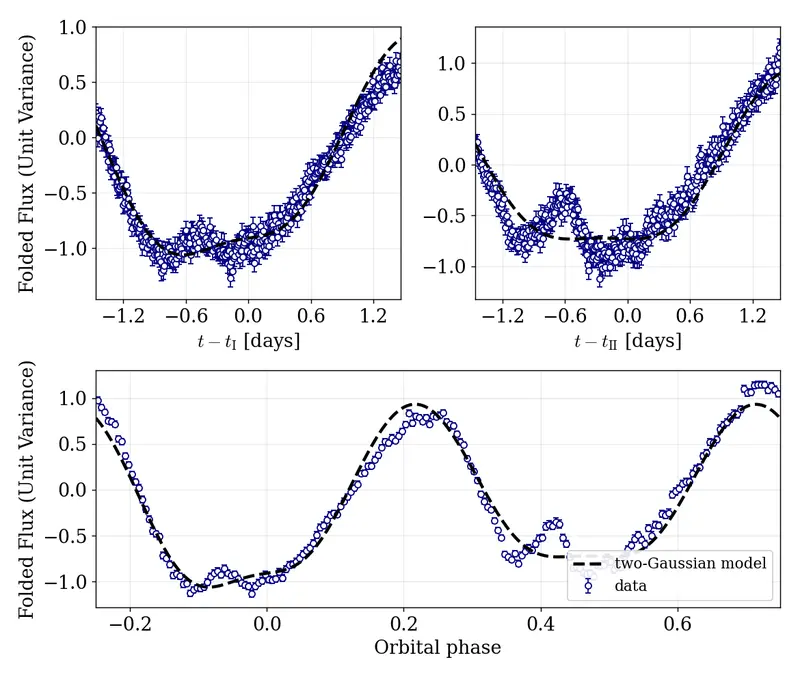 1.0
0.5
0.0
−0.5
−1.0
Folded Flux (Unit Variance)
−1.2 −0.6 0.0 0.6 1.2
t − tI [days]
1.0
0.5
0.0
−0.5
−1.0
−1.2 −0.6 0.0 0.6 1.2
t − tII [days]
1.0
0.5
0.0
−0.5
−1.0
Folded Flux (Unit Variance)
two-Gaussian model
data
−0.2 0.0 0.2 0.4 0.6
Orbital phase